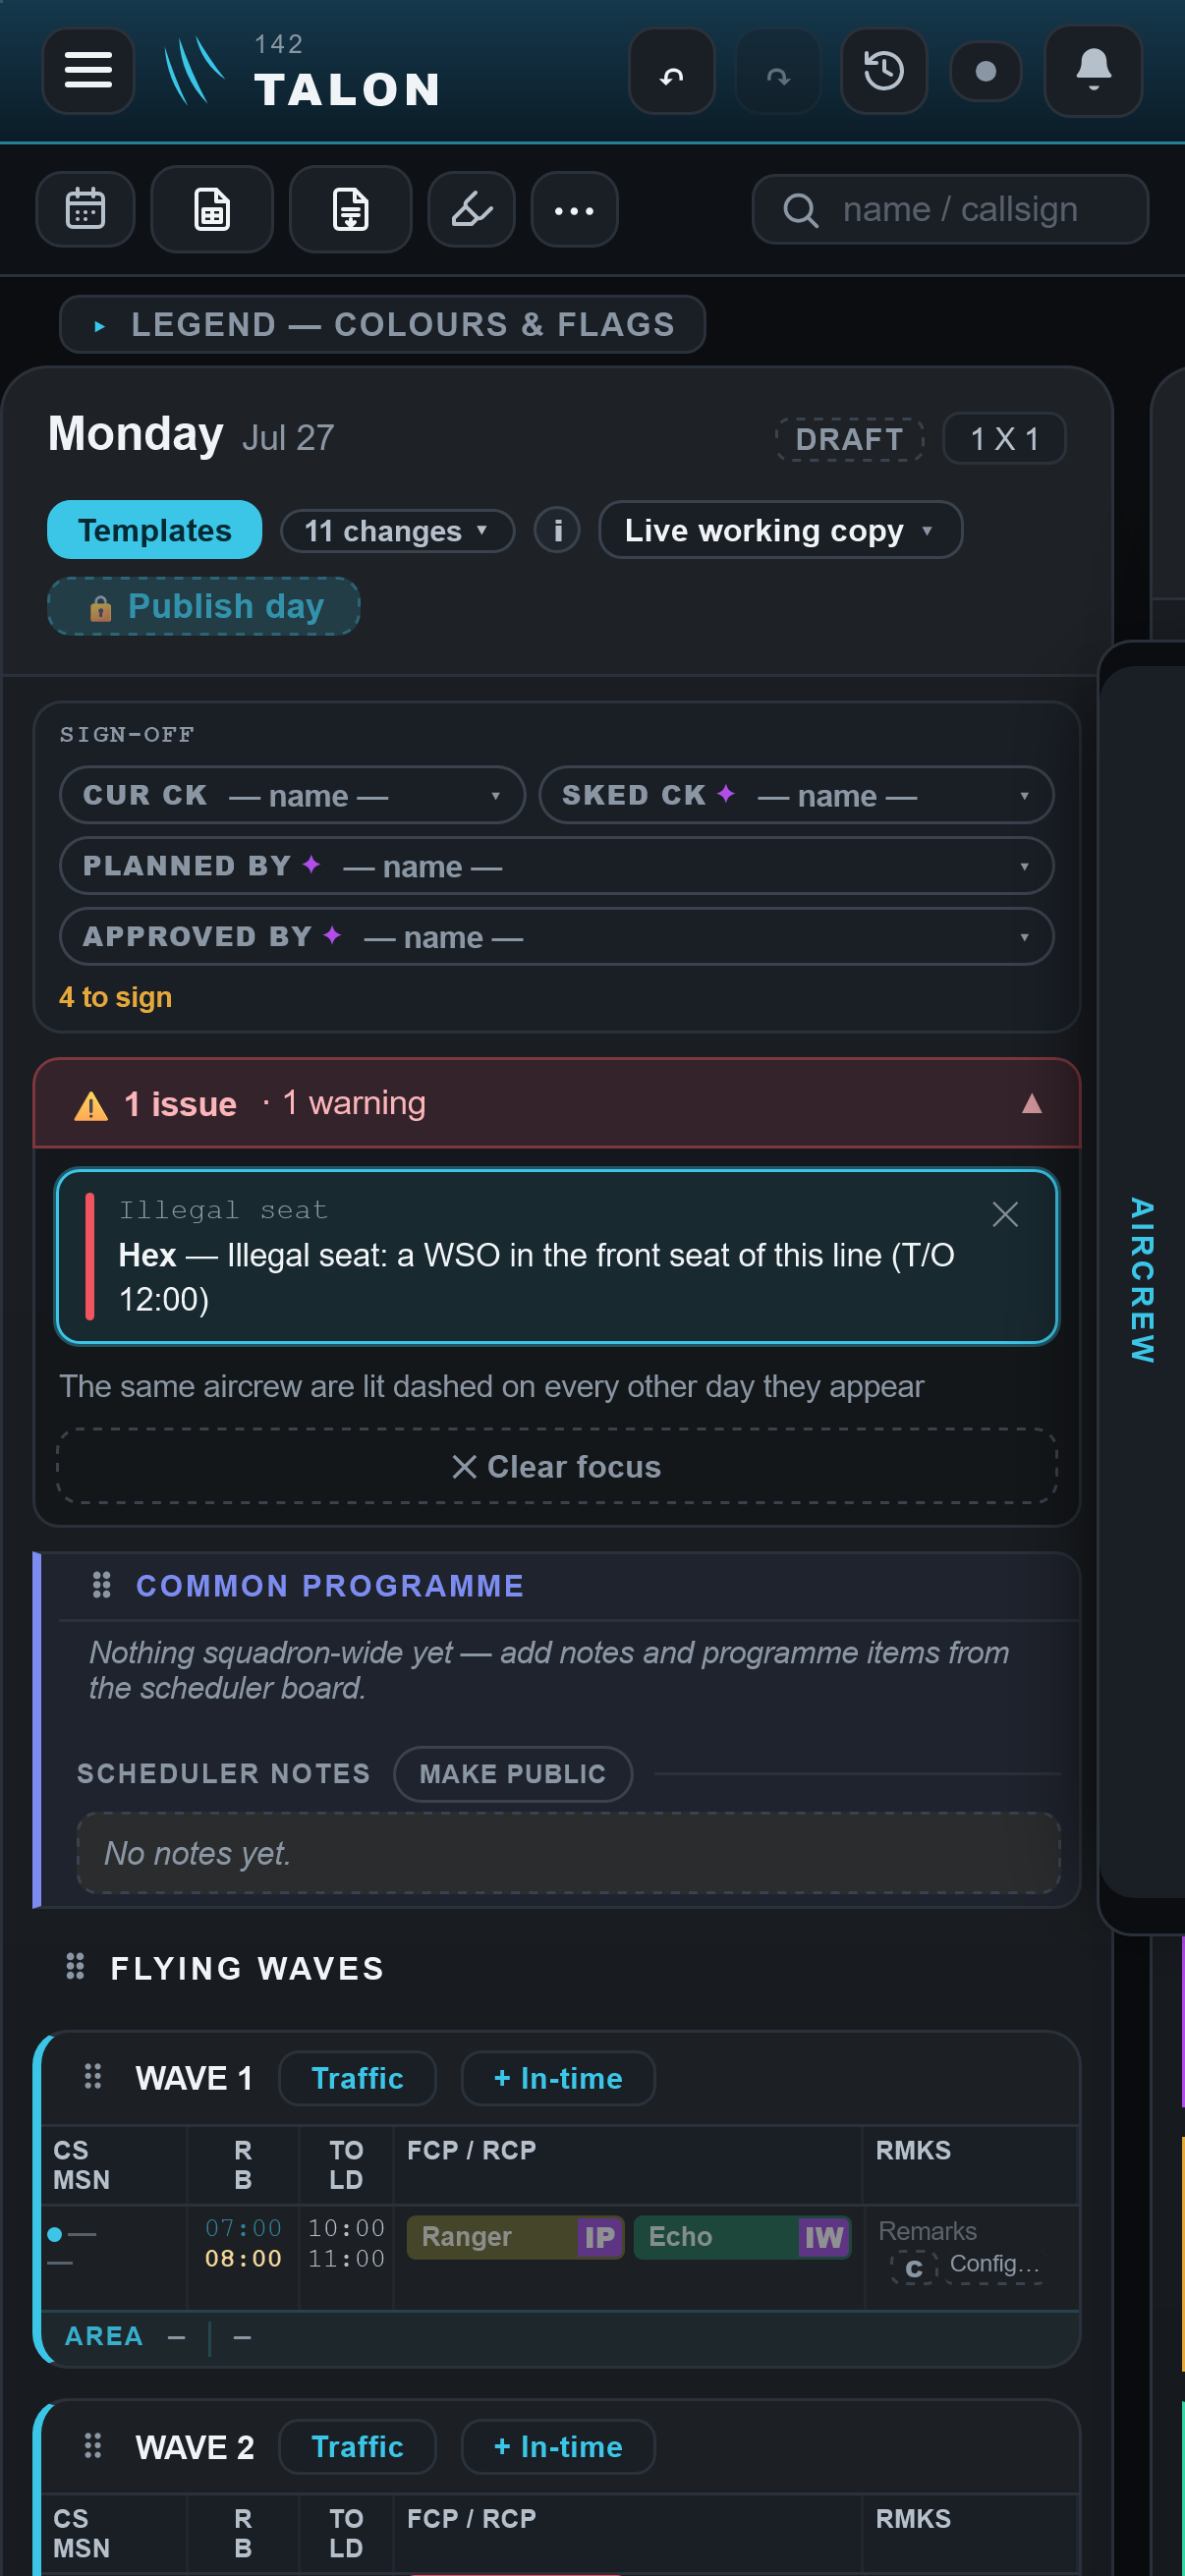 142
TALON
name / callsign
▸ LEGEND — COLOURS & FLAGS
Monday Jul 27 DRAFT 1 X 1
Templates 11 changes ▾ i Live working copy ▾
Publish day
SIGN-OFF
CUR CK — name — ▾ SKED CK ✦ — name — ▾
PLANNED BY ✦ — name — ▾
APPROVED BY ✦ — name — ▾
4 to sign
1 issue · 1 warning ▲
Illegal seat
Hex — Illegal seat: a WSO in the front seat of this line (T/O
12:00)
The same aircrew are lit dashed on every other day they appear
Clear focus
AIRCREW
COMMON PROGRAMME
Nothing squadron-wide yet — add notes and programme items from
the scheduler board.
SCHEDULER NOTES MAKE PUBLIC
No notes yet.
FLYING WAVES
WAVE 1 Traffic + In-time
CS R TO FCP / RCP RMKS
MSN B LD
— 07:00 10:00 Ranger IP Echo IW Remarks
— 08:00 11:00 C Config…
AREA – –
WAVE 2 Traffic + In-time
CS R TO FCP / RCP RMKS
MSN B LD